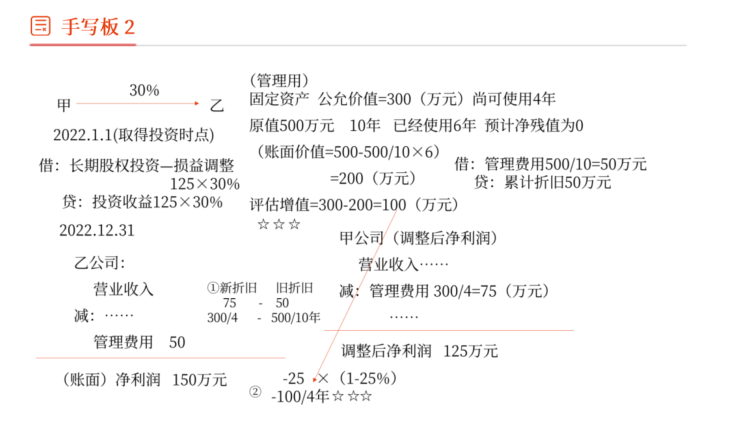 手写板 2
30%
甲
乙
2022.1.1(取得投资时点)
借：长期股权投资—损益调整
125×30%
贷：投资收益125×30%
2022.12.31
乙公司：
营业收入
减：……
管理费用 50
（账面）净利润 150万元
（管理用）
固定资产 公允价值=300（万元）尚可使用4年
原值500万元 10年 已经使用6年 预计净残值为0
（账面价值=500-500/10×6）
=200（万元）
借：管理费用500/10=50万元
贷：累计折旧50万元
评估增值=300-200=100（万元）
☆☆☆
①新折旧 旧折旧
75 - 50
300/4 - 500/10年
甲公司（调整后净利润）
营业收入……
减：管理费用 300/4=75（万元）
……
调整后净利润 125万元
② -25 ×（1-25%）
-100/4年☆☆☆